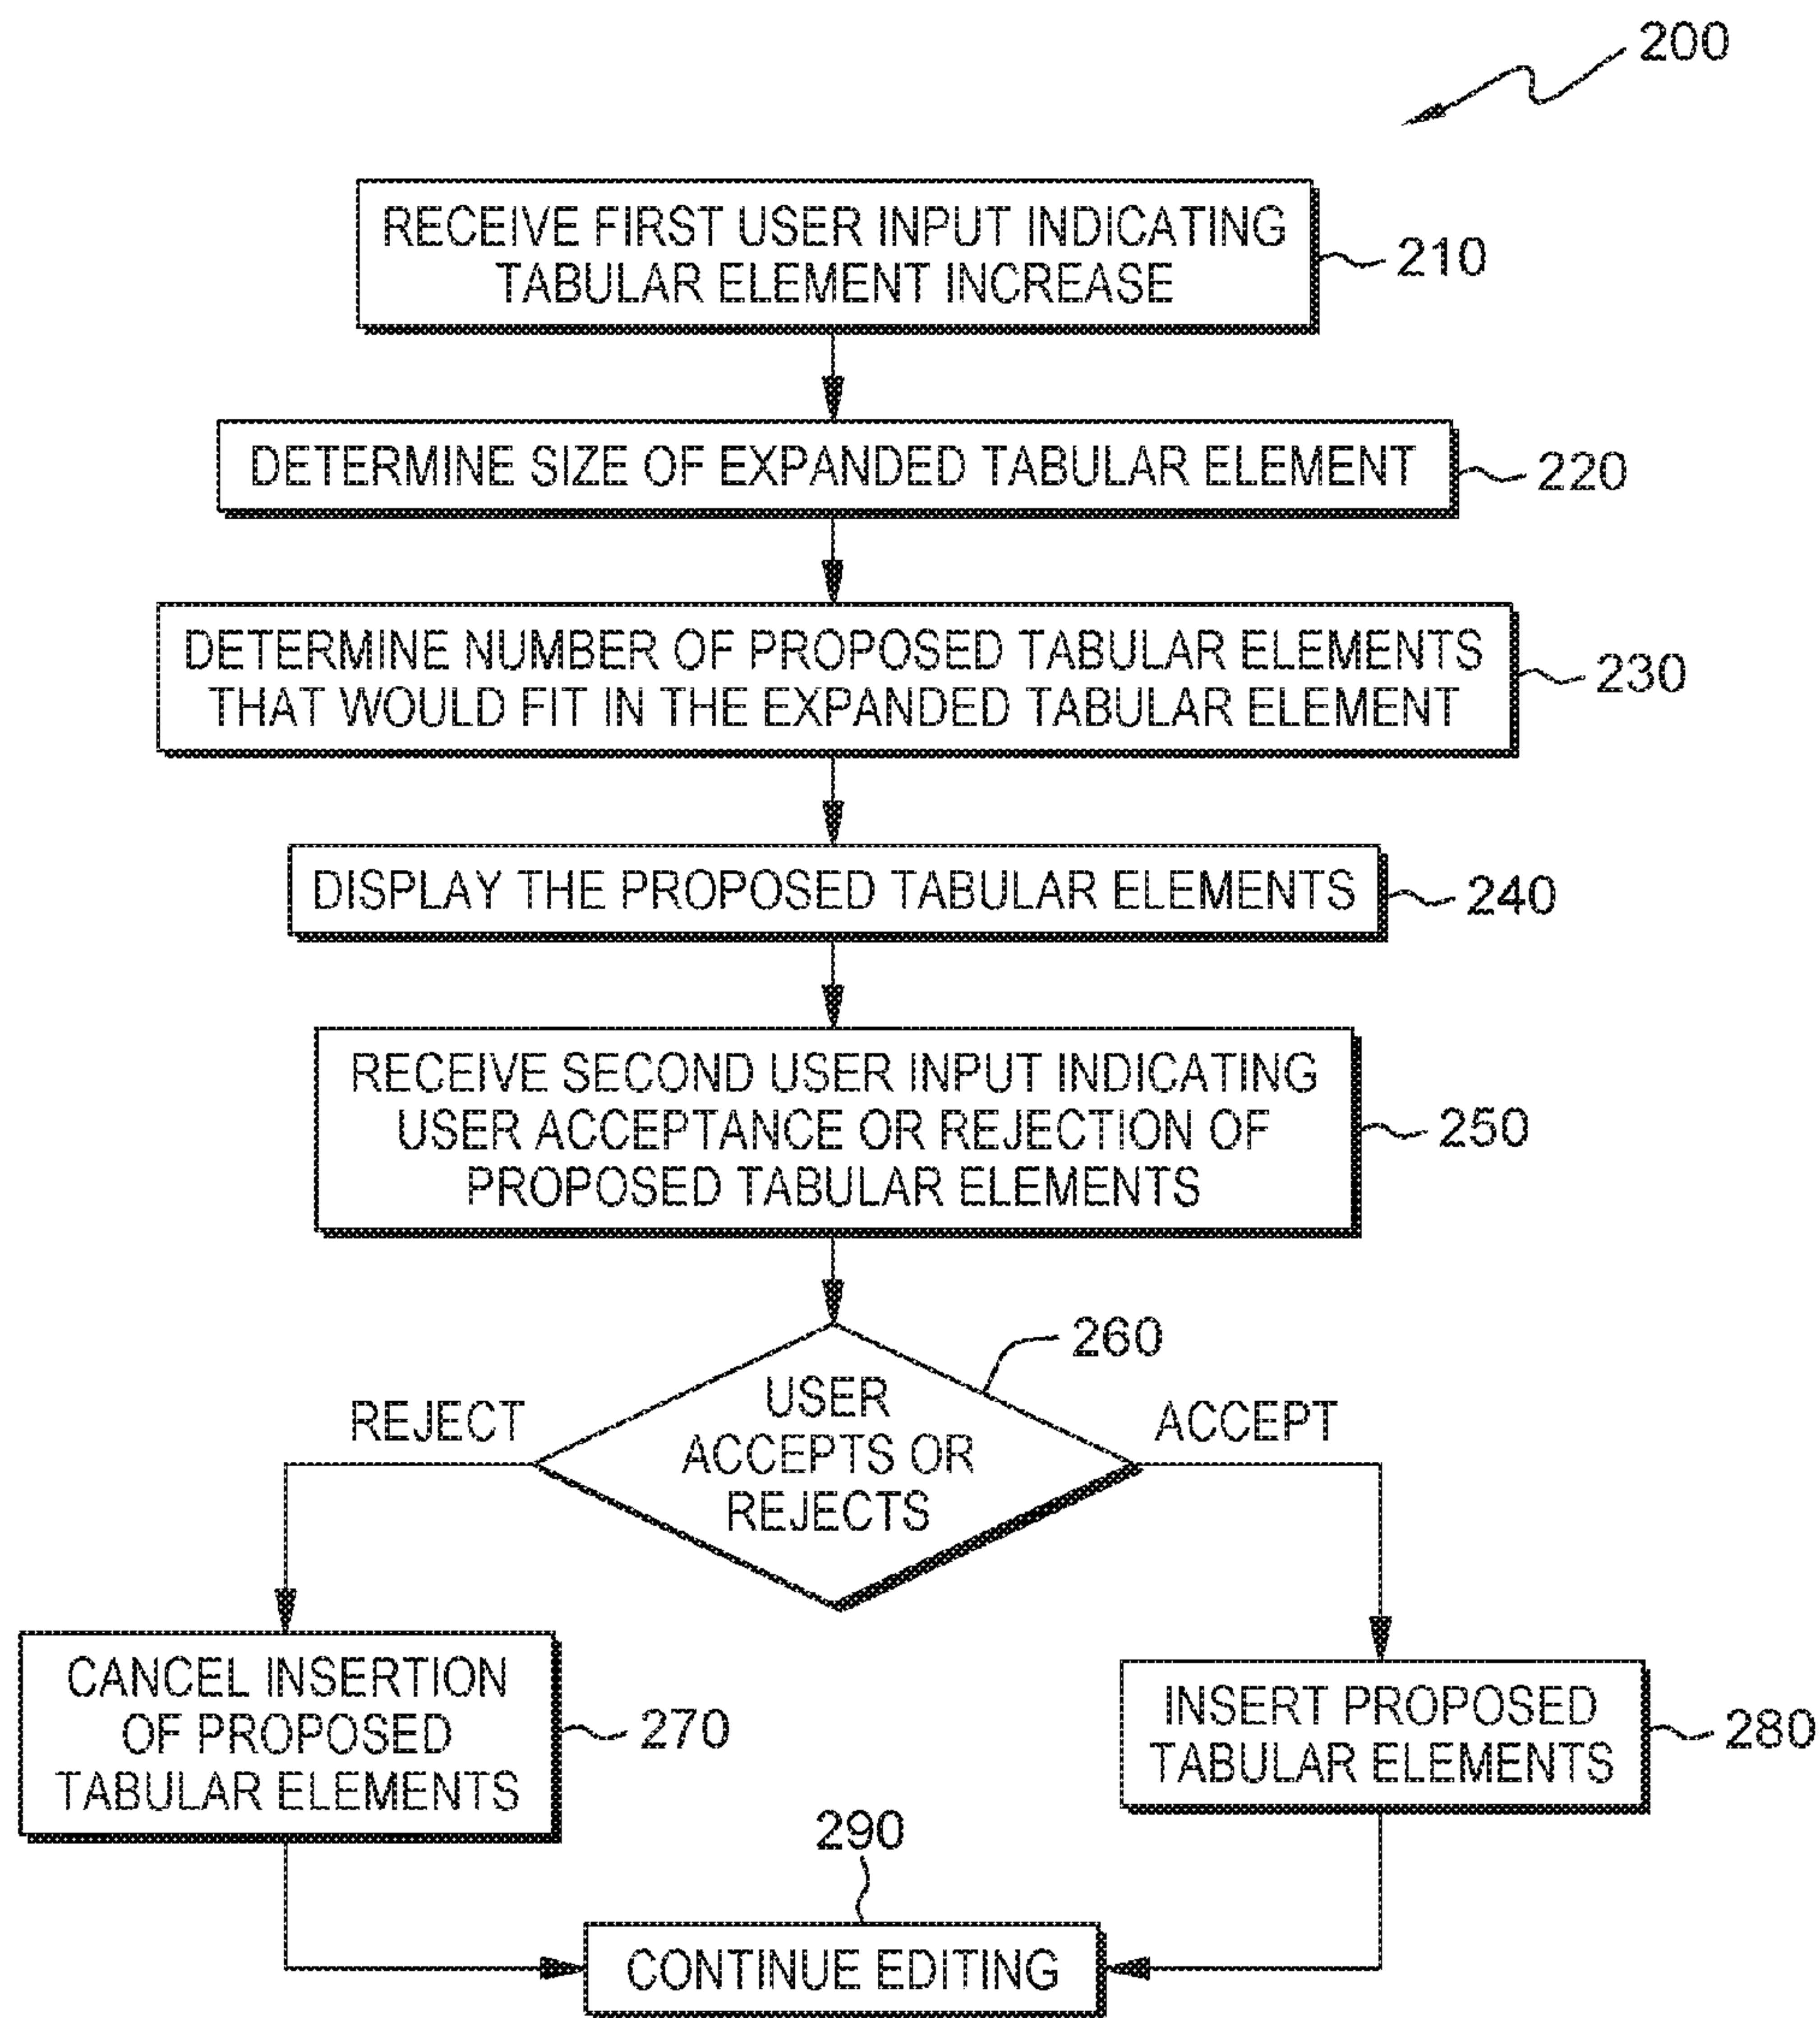 200
RECEIVE FIRST USER INPUT INDICATING
TABULAR ELEMENT INCREASE
210
DETERMINE SIZE OF EXPANDED TABULAR ELEMENT
220
DETERMINE NUMBER OF PROPOSED TABULAR ELEMENTS
THAT WOULD FIT IN THE EXPANDED TABULAR ELEMENT
230
DISPLAY THE PROPOSED TABULAR ELEMENTS
240
RECEIVE SECOND USER INPUT INDICATING
USER ACCEPTANCE OR REJECTION OF
PROPOSED TABULAR ELEMENTS
250
260
USER
ACCEPTS OR
REJECTS
REJECT
ACCEPT
CANCEL INSERTION
OF PROPOSED
TABULAR ELEMENTS
270
INSERT PROPOSED
TABULAR ELEMENTS
280
290
CONTINUE EDITING